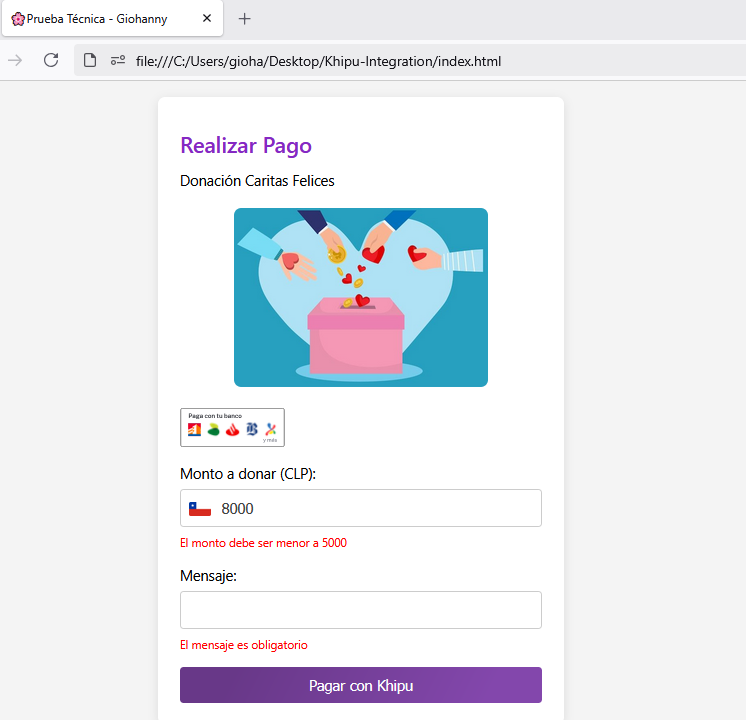 Prueba Técnica - Giohanny
file:///C:/Users/gioha/Desktop/Khipu-Integration/index.html
Realizar Pago
Donación Caritas Felices
Paga con tu banco
y más
Monto a donar (CLP):
8000
El monto debe ser menor a 5000
Mensaje:
El mensaje es obligatorio
Pagar con Khipu